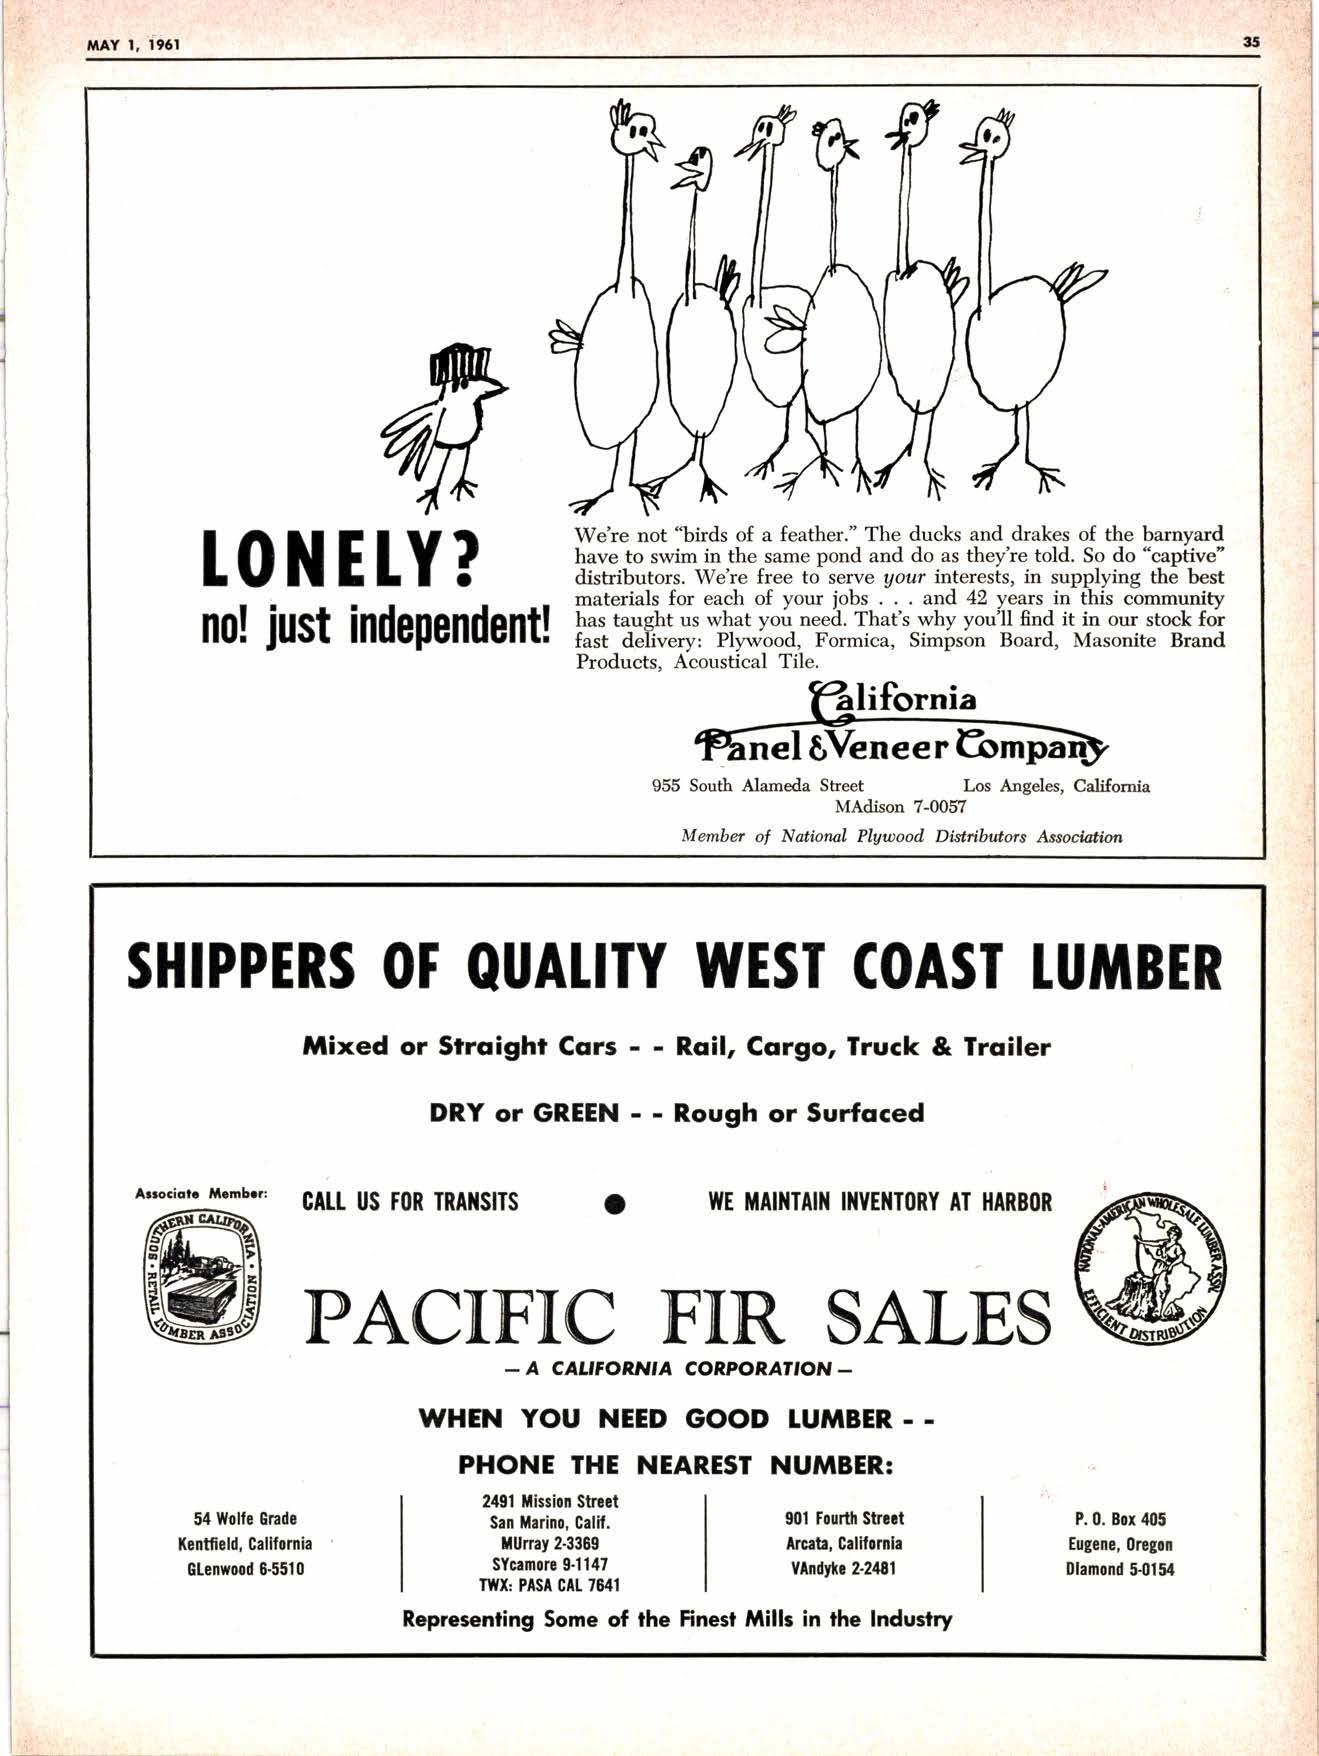 MAY 1, 1961
35
LONELY?
no! just independent!
We're not "birds of a feather." The ducks and drakes of the barnyard
have to swim in the same pond and do as they're told. So do "captive"
distributors. We're free to serve your interests, in supplying the best
materials for each of your jobs . . . and 42 years in this community
has taught us what you need. That's why you'll find it in our stock for
fast delivery: Plywood, Formica, Simpson Board, Masonite Brand
Products, Acoustical Tile.
California
Panel & Veneer Company
955 South Alameda Street Los Angeles, California
MAdison 7-0057
Member of National Plywood Distributors Association
SHIPPERS OF QUALITY WEST COAST LUMBER
Mixed or Straight Cars - - Rail, Cargo, Truck & Trailer
DRY or GREEN - - Rough or Surfaced
Associate Member:
CALL US FOR TRANSITS ● WE MAINTAIN INVENTORY AT HARBOR
SOUTHERN CALIFORNIA · RETAIL LUMBER ASSOCIATION ·
NATIONAL-AMERICAN WHOLESALE LUMBER ASSN.
EFFICIENT DISTRIBUTION
PACIFIC FIR SALES
— A CALIFORNIA CORPORATION —
WHEN YOU NEED GOOD LUMBER - -
PHONE THE NEAREST NUMBER:
54 Wolfe Grade
Kentfield, California
GLenwood 6-5510
2491 Mission Street
San Marino, Calif.
MUrray 2-3369
SYcamore 9-1147
TWX: PASA CAL 7641
901 Fourth Street
Arcata, California
VAndyke 2-2481
P. O. Box 405
Eugene, Oregon
DIamond 5-0154
Representing Some of the Finest Mills in the Industry